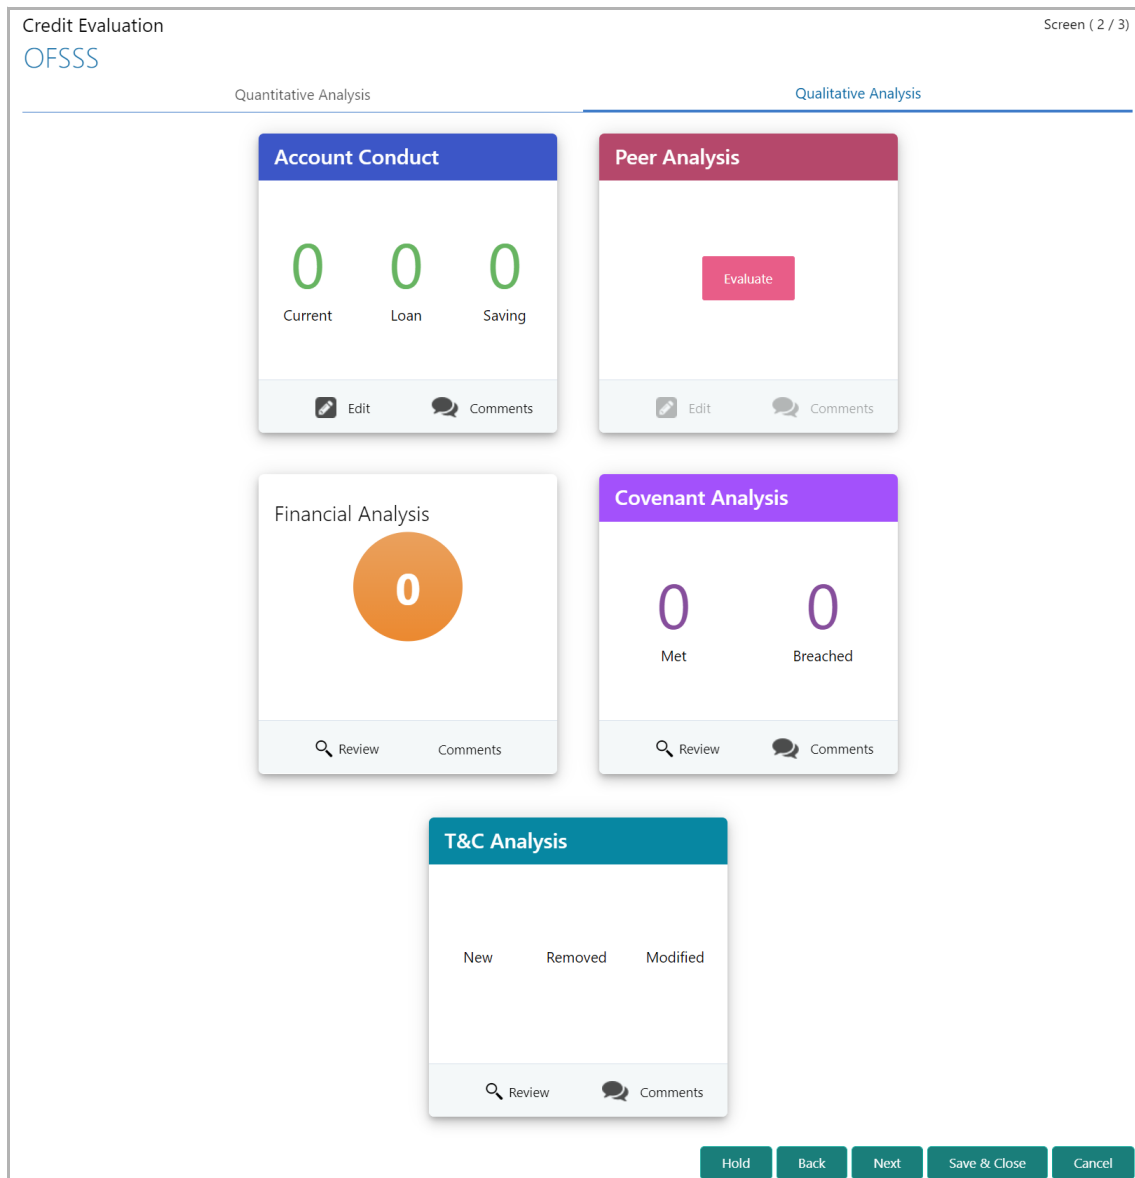 Credit Evaluation
Screen ( 2 / 3)
OFSSS
Quantitative Analysis
Qualitative Analysis
Account Conduct
0 0 0
Current Loan Saving
Edit Comments
Peer Analysis
Evaluate
Edit Comments
Financial Analysis
0
Review Comments
Covenant Analysis
0 0
Met Breached
Review Comments
T&C Analysis
New Removed Modified
Review Comments
Hold Back Next Save & Close Cancel